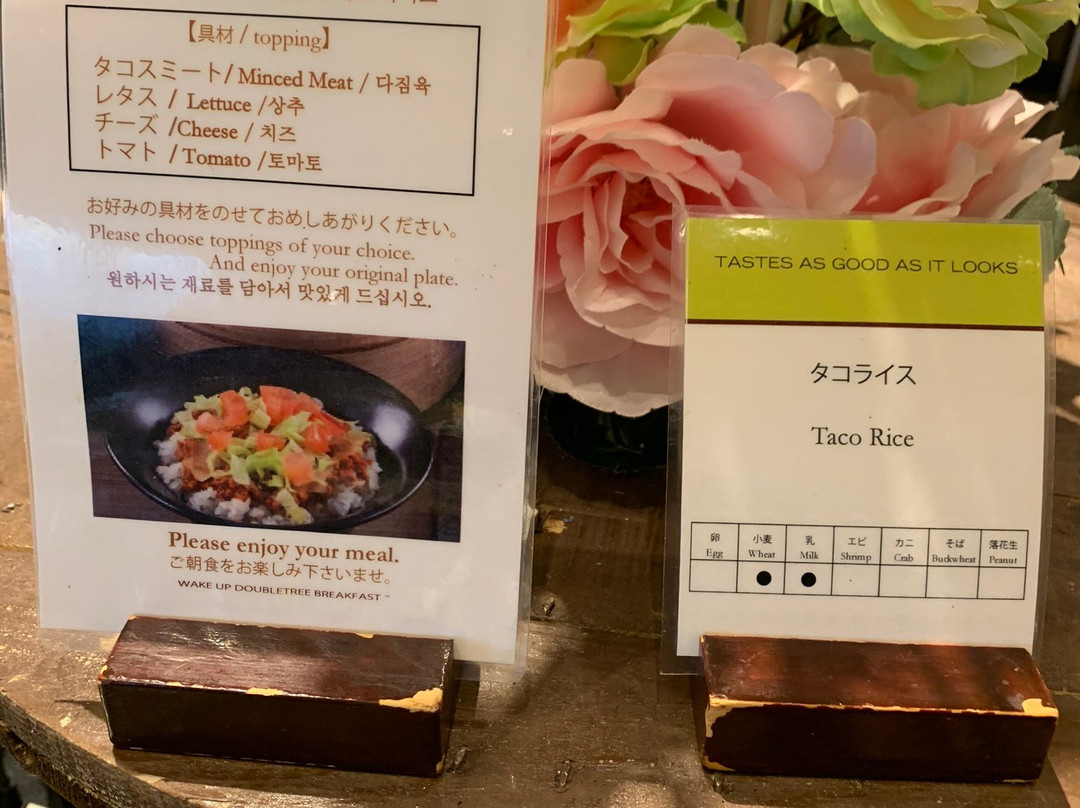 【具材 / topping】
タコスミート/ Minced Meat / 다짐육
レタス / Lettuce /상추
チーズ /Cheese / 치즈
トマト /Tomato /토마토
お好みの具材をのせておめしあがりください。
Please choose toppings of your choice.
And enjoy your original plate.
원하시는 재료를 담아서 맛있게 드십시오.
Please enjoy your meal.
ご朝食をお楽しみ下さいませ。
WAKE UP DOUBLETREE BREAKFAST ™
TASTES AS GOOD AS IT LOOKS
タコライス
Taco Rice
卵 小麦 乳 エビ カニ そば 落花生
Egg Wheat Milk Shrimp Crab Buckwheat Peanut
● ●